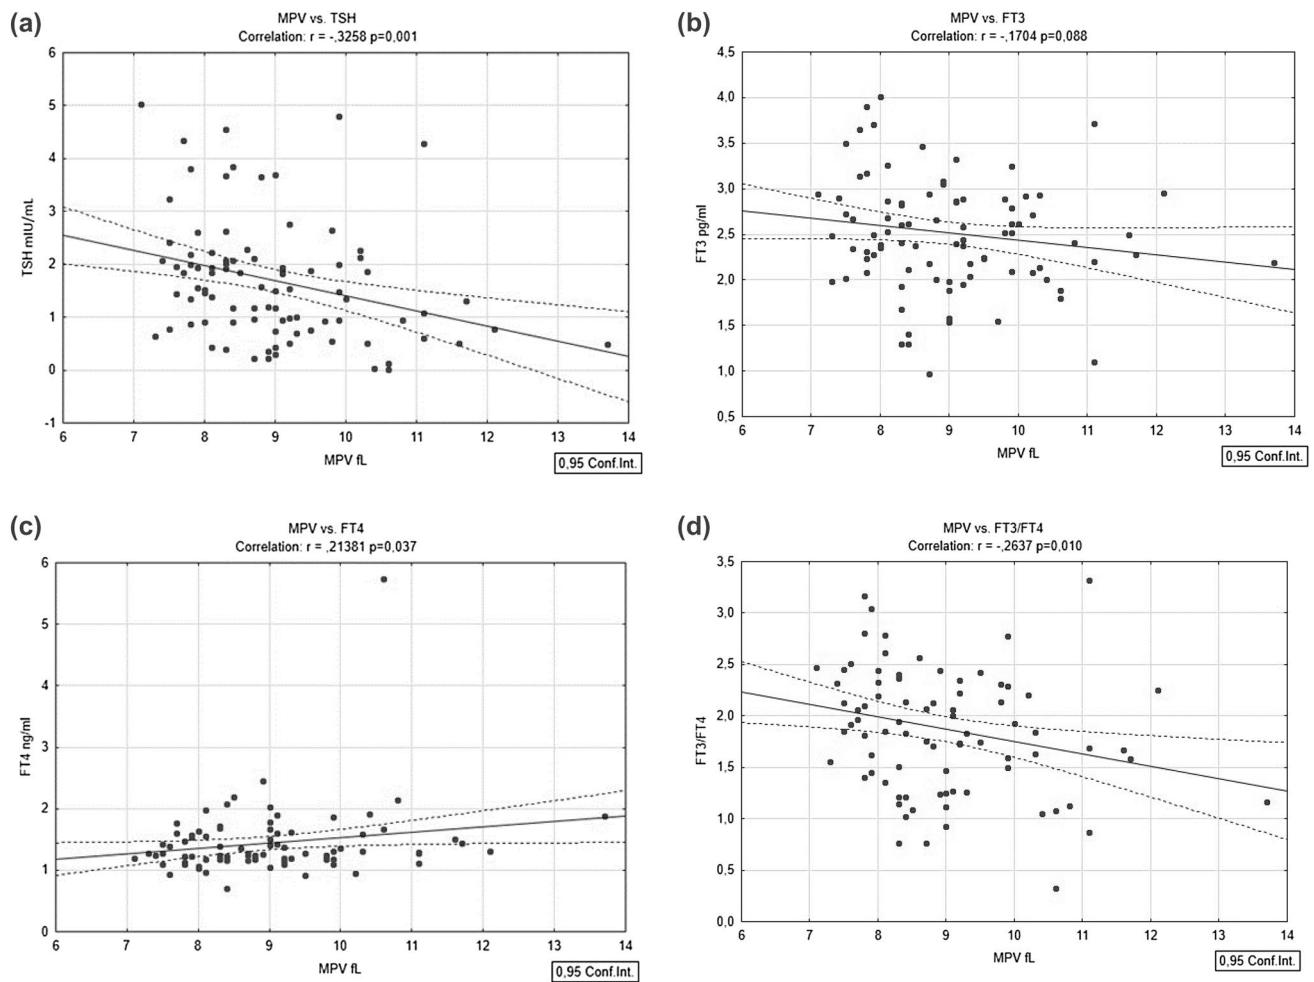 (a)
MPV vs. TSH
Correlation: r = -,3258 p=0,001
TSH mIU/mL
6
5
4
3
2
1
0
-1
6 7 8 9 10 11 12 13 14
MPV fL
0,95 Conf.Int.
(b)
MPV vs. FT3
Correlation: r = -,1704 p=0,088
FT3 pg/ml
4,5
4,0
3,5
3,0
2,5
2,0
1,5
1,0
0,5
6 7 8 9 10 11 12 13 14
MPV fL
0,95 Conf.Int.
(c)
MPV vs. FT4
Correlation: r = ,21381 p=0,037
FT4 ng/ml
6
5
4
3
2
1
0
6 7 8 9 10 11 12 13 14
MPV fL
0,95 Conf.Int.
(d)
MPV vs. FT3/FT4
Correlation: r = -,2637 p=0,010
FT3/FT4
3,5
3,0
2,5
2,0
1,5
1,0
0,5
0,0
6 7 8 9 10 11 12 13 14
MPV fL
0,95 Conf.Int.